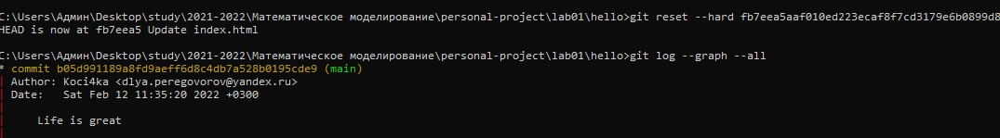 C:\Users\Админ\Desktop\study\2021-2022\Математическое моделирование\personal-project\lab01\hello>git reset --hard fb7eea5aaf010ed223ecaf8f7cd3179e6b0899d8
HEAD is now at fb7eea5 Update index.html
C:\Users\Админ\Desktop\study\2021-2022\Математическое моделирование\personal-project\lab01\hello>git log --graph --all
* commit b05d991189a8fd9aeff6d8c4db7a528b0195cde9 (main)
| Author: Koci4ka <dlya.peregovorov@yandex.ru>
| Date:   Sat Feb 12 11:35:20 2022 +0300
|
|     Life is great
|